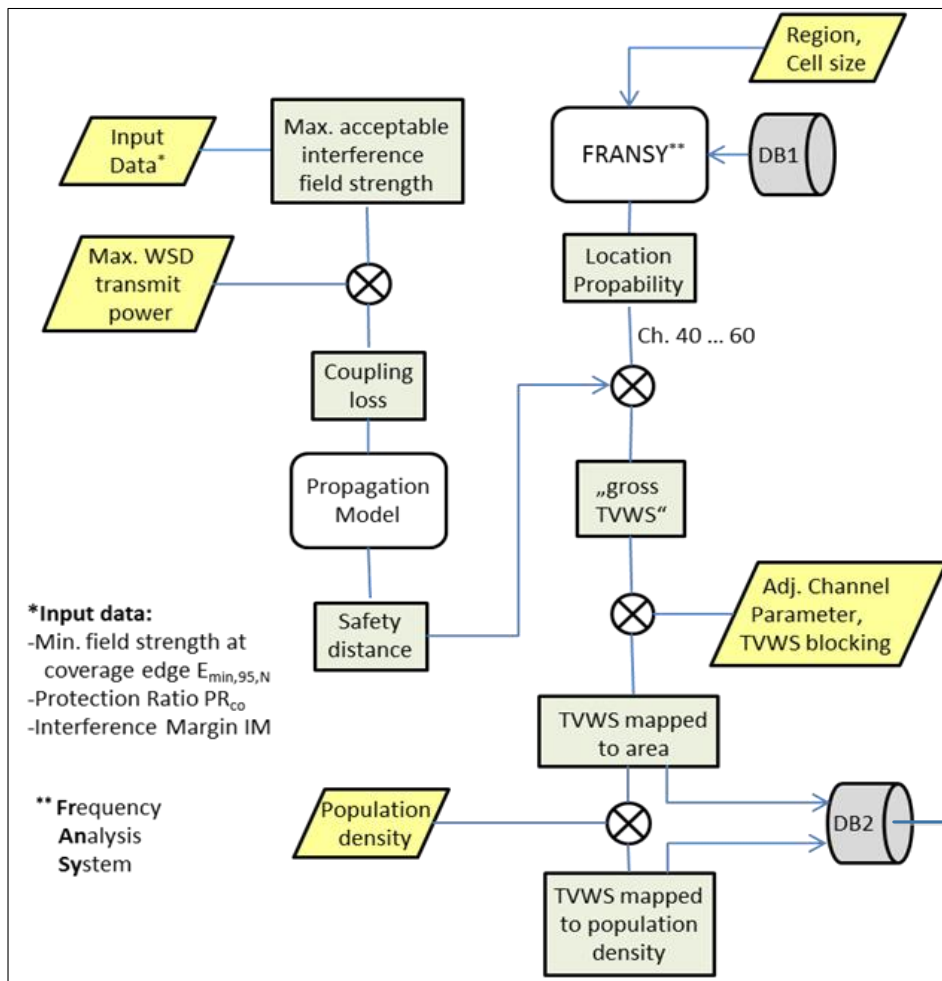 Region,
Cell size
Input
Data*
Max. acceptable
interference
field strength
FRANSY**
DB1
Max. WSD
transmit
power
Location
Propability
Ch. 40 ... 60
Coupling
loss
Propagation
Model
„gross
TVWS“
Safety
distance
Adj. Channel
Parameter,
TVWS blocking
*Input data:
-Min. field strength at
coverage edge Emin,95,N
-Protection Ratio PRco
-Interference Margin IM
TVWS mapped
to area
** Frequency
Analysis
System
Population
density
DB2
TVWS mapped
to population
density